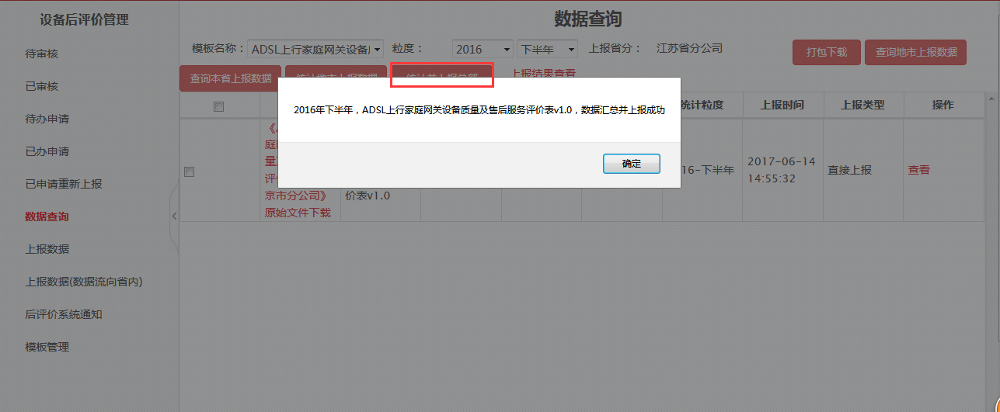 设备后评价管理
待审核
已审核
待办申请
已办申请
已申请重新上报
数据查询
上报数据
上报数据(数据流向省内)
后评价系统通知
模板管理
数据查询
模板名称：
ADSL上行家庭网关设备
粒度：
2016
下半年
上报省分：
江苏省分公司
打包下载
查询地市上报数据
查询本省上报数据
统计地市上报数据
统计并上报总部
上报结果查看
统计粒度
上报时间
上报类型
操作
2016年下半年，ADSL上行家庭网关设备质量及售后服务评价表v1.0，数据汇总并上报成功
确定
庭
量
评
京市分公司》
原始文件下载
价表v1.0
16-下半年
2017-06-14
14:55:32
直接上报
查看